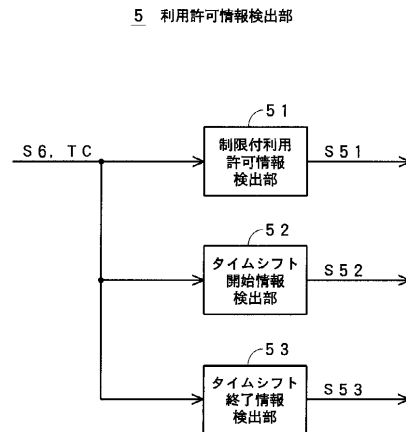 5 利用許可情報検出部
51
S6, TC
制限付利用
許可情報
検出部
S51
52
タイムシフト
開始情報
検出部
S52
53
タイムシフト
終了情報
検出部
S53